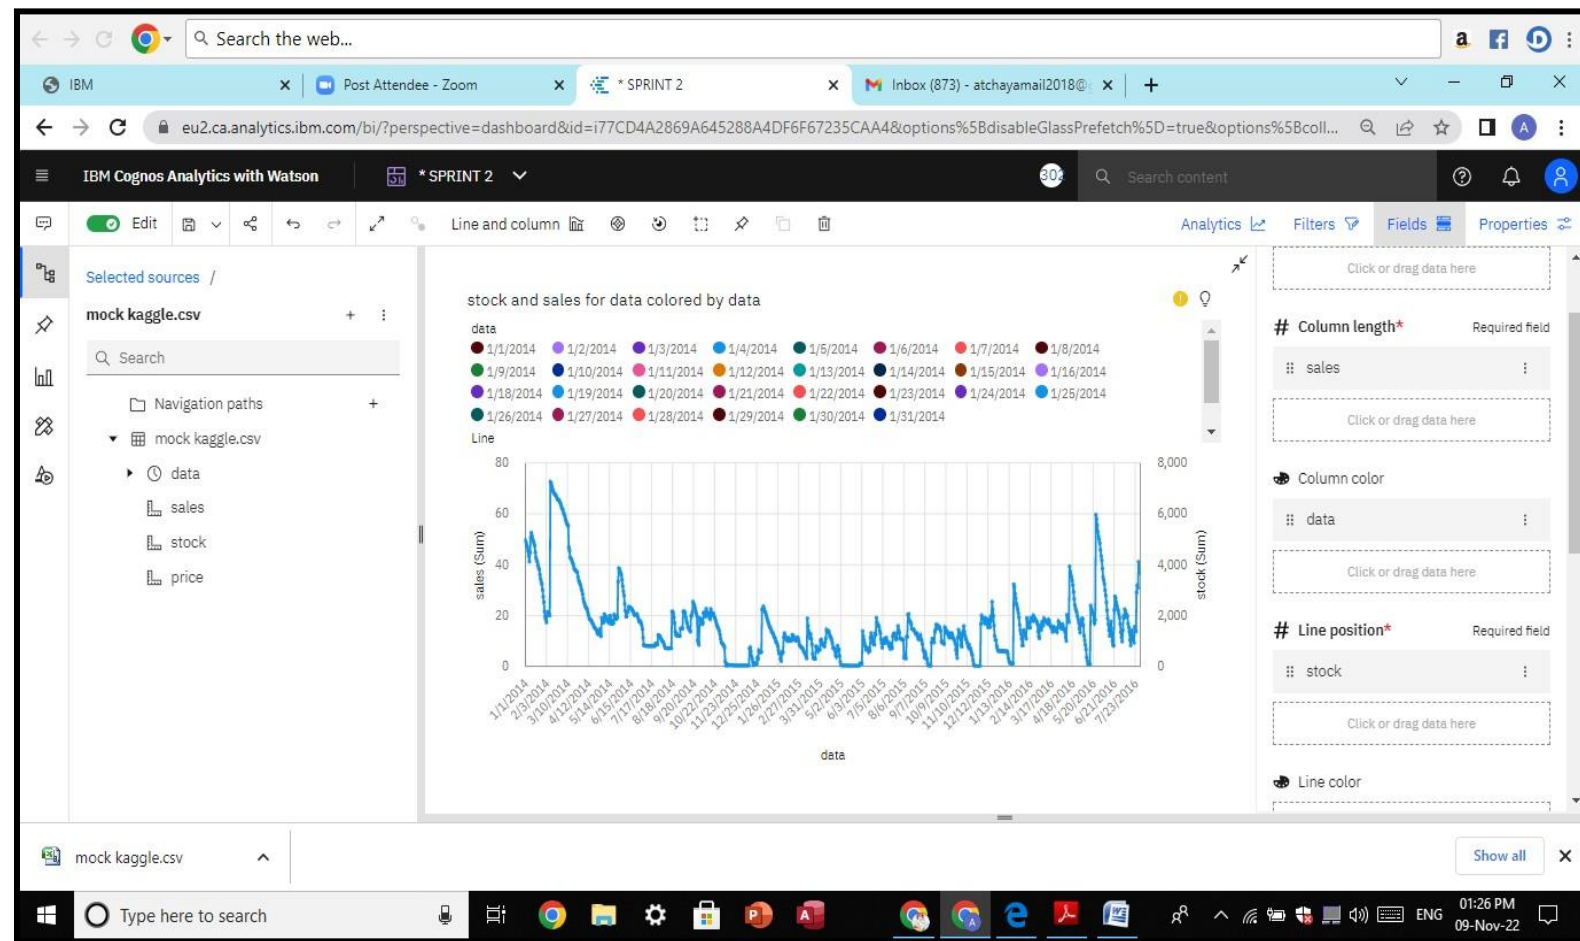 Search the web...
IBM
Post Attendee - Zoom
* SPRINT 2
Inbox (873) - atchayamail2018@
eu2.ca.analytics.ibm.com/bi/?perspective=dashboard&id=i77CD4A2869A645288A4DF6F67235CAA4&options%5BdisableGlassPrefetch%5D=true&options%5Bcoll...
A
IBM Cognos Analytics with Watson
* SPRINT 2
302
Search content
Edit
Line and column
Analytics
Filters
Fields
Properties
Selected sources /
mock kaggle.csv
Search
Navigation paths
mock kaggle.csv
data
sales
stock
price
stock and sales for data colored by data
data
1/1/2014 1/2/2014 1/3/2014 1/4/2014 1/5/2014 1/6/2014 1/7/2014 1/8/2014
1/9/2014 1/10/2014 1/11/2014 1/12/2014 1/13/2014 1/14/2014 1/15/2014 1/16/2014
1/18/2014 1/19/2014 1/20/2014 1/21/2014 1/22/2014 1/23/2014 1/24/2014 1/25/2014
1/26/2014 1/27/2014 1/28/2014 1/29/2014 1/30/2014 1/31/2014
Line
80
60
40
20
0
sales (Sum)
8,000
6,000
4,000
2,000
0
stock (Sum)
1/1/2014 2/3/2014 3/10/2014 4/12/2014 5/14/2014 6/15/2014 7/17/2014 8/18/2014 9/20/2014 10/22/2014 11/23/2014 12/25/2014 1/26/2015 2/27/2015 3/31/2015 5/2/2015 6/3/2015 7/5/2015 8/6/2015 9/7/2015 10/9/2015 11/10/2015 12/12/2015 1/13/2016 2/14/2016 3/17/2016 4/18/2016 5/20/2016 6/21/2016 7/23/2016
data
Click or drag data here
# Column length*
Required field
sales
Click or drag data here
Column color
data
Click or drag data here
# Line position*
Required field
stock
Click or drag data here
Line color
mock kaggle.csv
Show all
Type here to search
ENG
01:26 PM
09-Nov-22